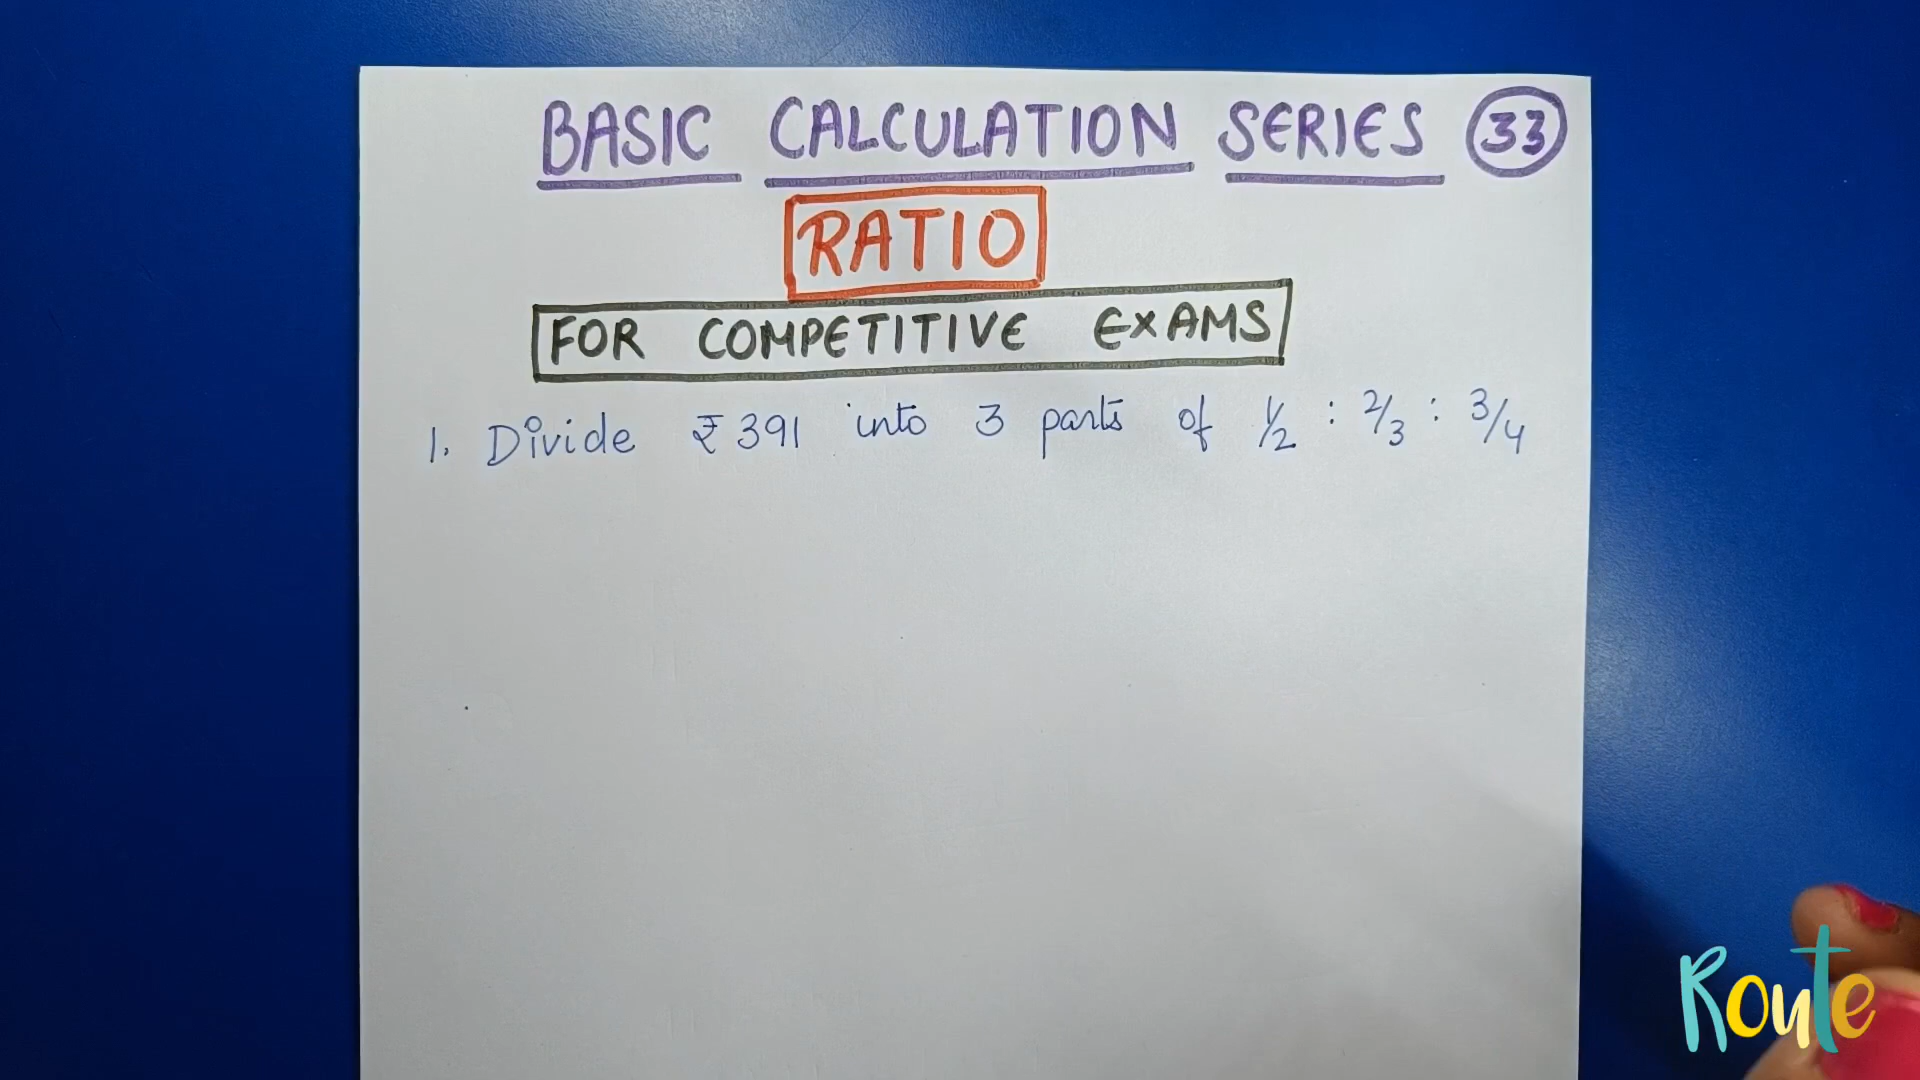 BASIC CALCULATION SERIES 33
RATIO
FOR COMPETITIVE EXAMS
1. Divide ₹ 391 into 3 parts of 1/2 : 2/3 : 3/4
Route